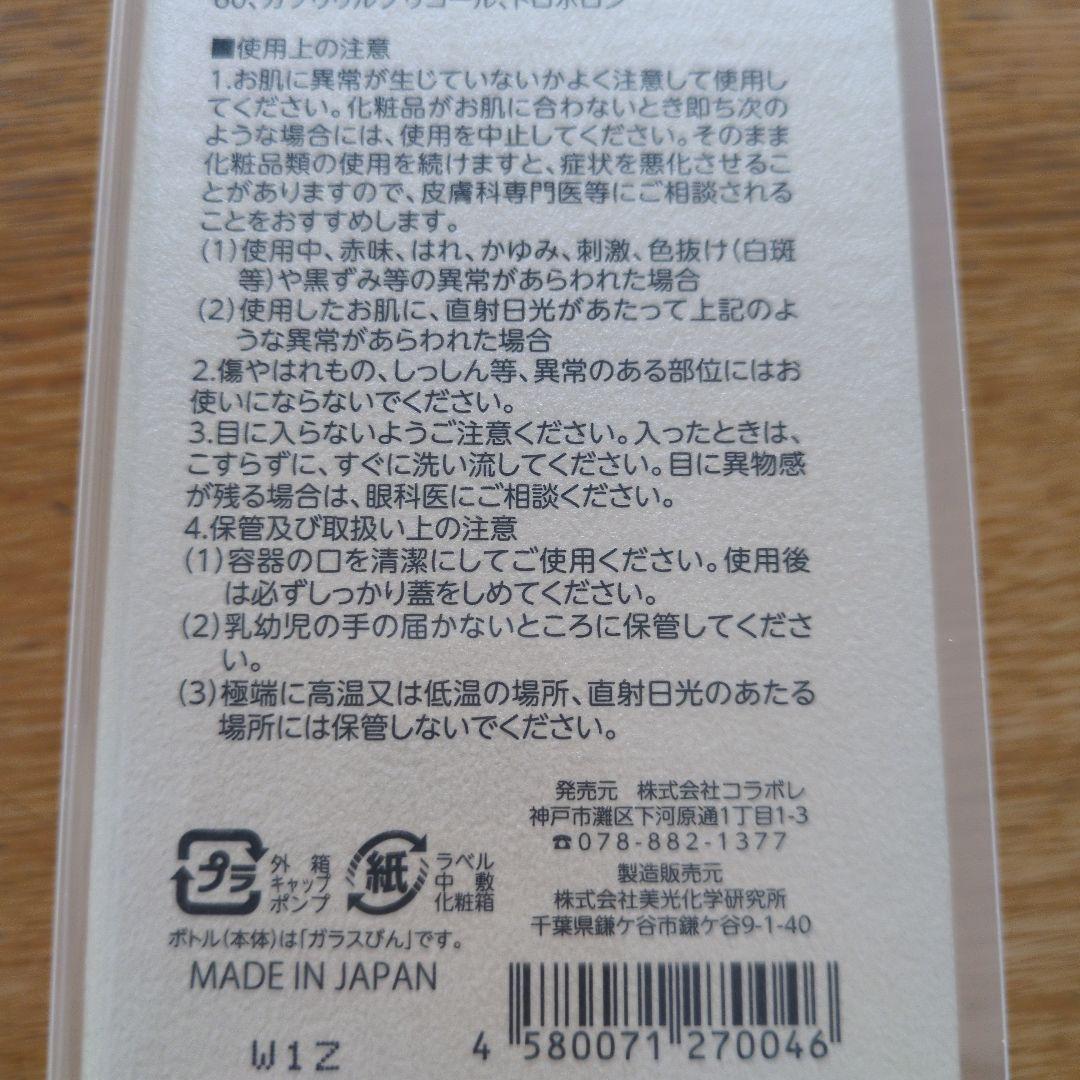 60、カプリリルグリコール、トロポロン
■使用上の注意
1.お肌に異常が生じていないかよく注意して使用し
てください。化粧品がお肌に合わないとき即ち次の
ような場合には、使用を中止してください。そのまま
化粧品類の使用を続けますと、症状を悪化させるこ
とがありますので、皮膚科専門医等にご相談される
ことをおすすめします。
(1)使用中、赤味、はれ、かゆみ、刺激、色抜け(白斑
等)や黒ずみ等の異常があらわれた場合
(2)使用したお肌に、直射日光があたって上記のよ
うな異常があらわれた場合
2.傷やはれもの、しっしん等、異常のある部位にはお
使いにならないでください。
3.目に入らないようご注意ください。入ったときは、
こすらずに、すぐに洗い流してください。目に異物感
が残る場合は、眼科医にご相談ください。
4.保管及び取扱い上の注意
(1)容器の口を清潔にしてご使用ください。使用後
は必ずしっかり蓋をしめてください。
(2)乳幼児の手の届かないところに保管してくださ
い。
(3)極端に高温又は低温の場所、直射日光のあたる
場所には保管しないでください。
発売元 株式会社コラボレ
神戸市灘区下河原通1丁目1-3
☎078-882-1377
製造販売元
株式会社美光化学研究所
千葉県鎌ケ谷市鎌ケ谷9-1-40
プラ
外箱
キャップ
ポンプ
紙
ラベル
中敷
化粧箱
ボトル(本体)は「ガラスびん」です。
MADE IN JAPAN
W1Z
4 580071 270046